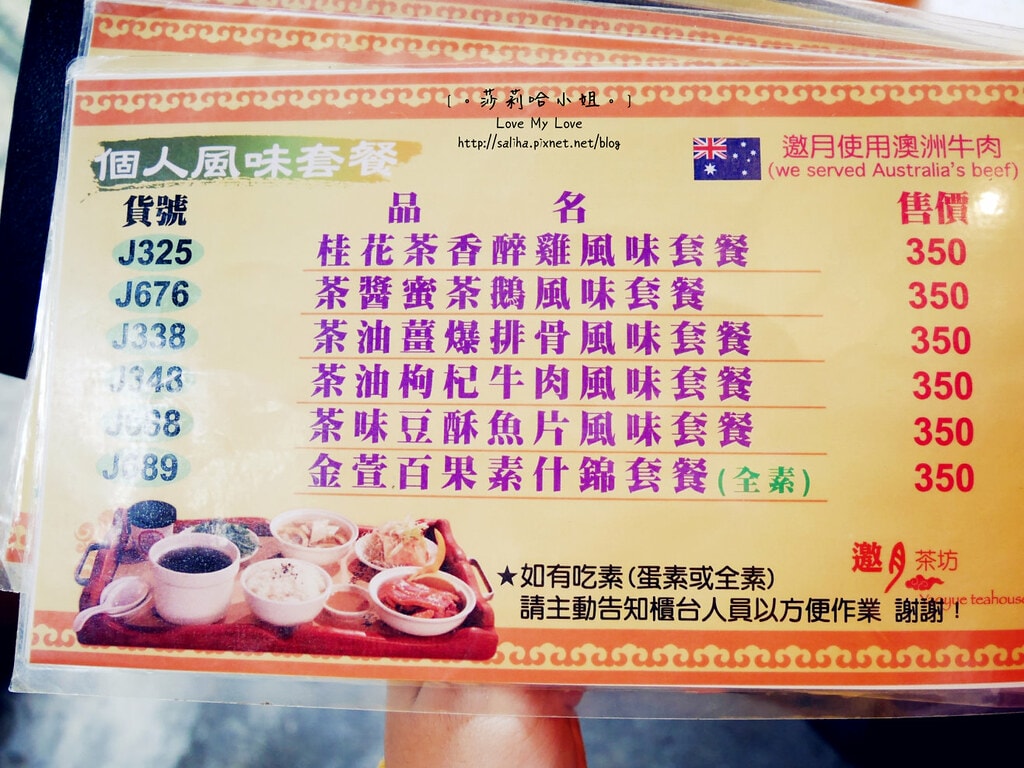 [。莎莉哈小姐。]
Love My Love
http://saliha.pixnet.net/blog
個人風味套餐
邀月使用澳洲牛肉
(we served Australia's beef)
貨號 品名 售價
J325 桂花茶香醉雞風味套餐 350
J676 茶醬蜜茶鵝風味套餐 350
J338 茶油薑爆排骨風味套餐 350
J343 茶油枸杞牛肉風味套餐 350
J668 茶味豆酥魚片風味套餐 350
J689 金萱百果素什錦套餐(全素) 350
★如有吃素(蛋素或全素)
請主動告知櫃台人員以方便作業 謝謝!
邀月茶坊
teahouse